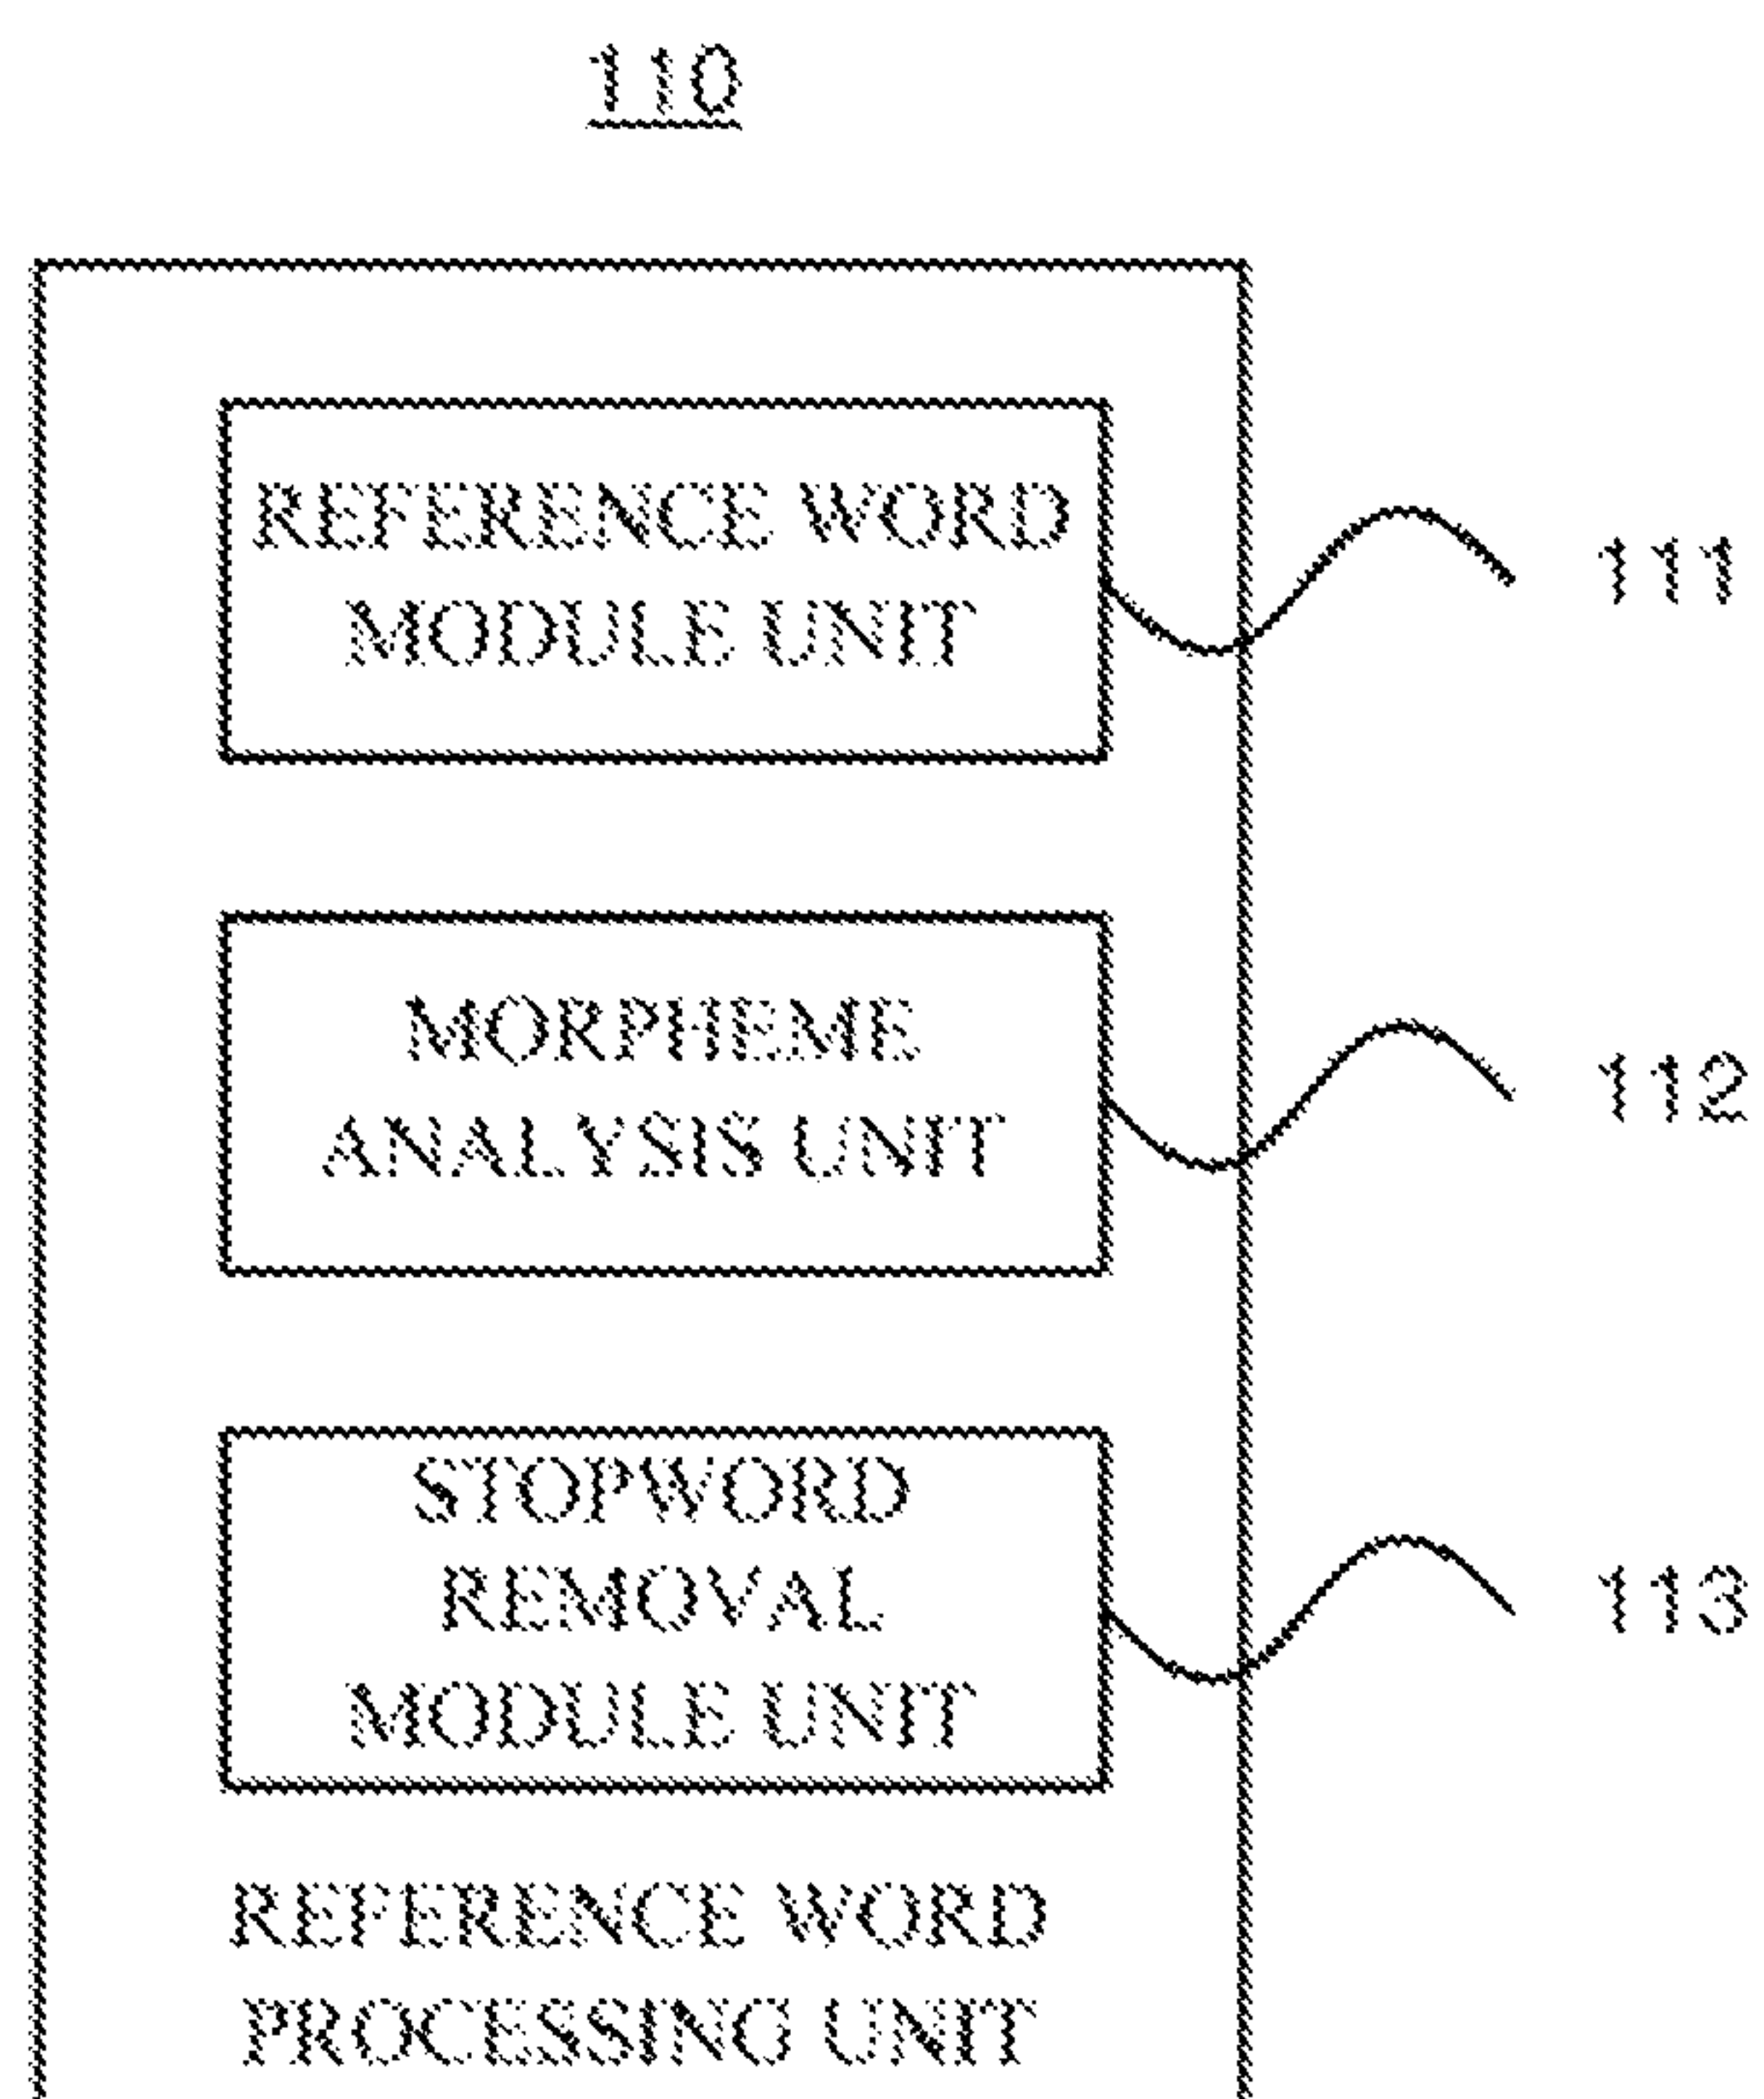 110
REFERENCE WORD
MODULE UNIT
111
MORPHEME
ANALYSIS UNIT
112
STOPWORD
REMOVAL
MODULE UNIT
113
REFERENCE WORD
PROCESSING UNIT